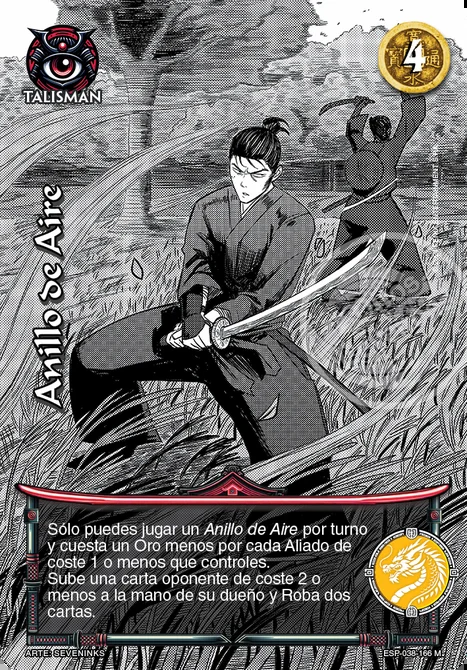 TALISMAN
4
Anillo de Aire
Sólo puedes jugar un Anillo de Aire por turno
y cuesta un Oro menos por cada Aliado de
coste 1 o menos que controles.
Sube una carta oponente de coste 2 o
menos a la mano de su dueño y Roba dos
cartas.
ARTE: SEVENINKS
ESP-038-166 M.